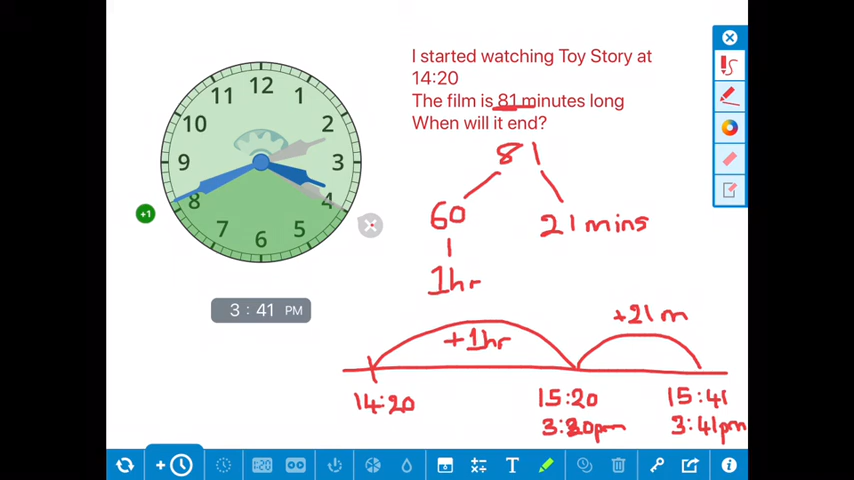 I started watching Toy Story at
14:20
The film is 81 minutes long
When will it end?
81
60
21 mins
1hr
12
11
1
10
2
9
3
8
4
7
5
6
+1
3:41 PM
+21m
+1hr
14:20
15:20
15:41
3:20pm
3:41pm
+
:20
T
i